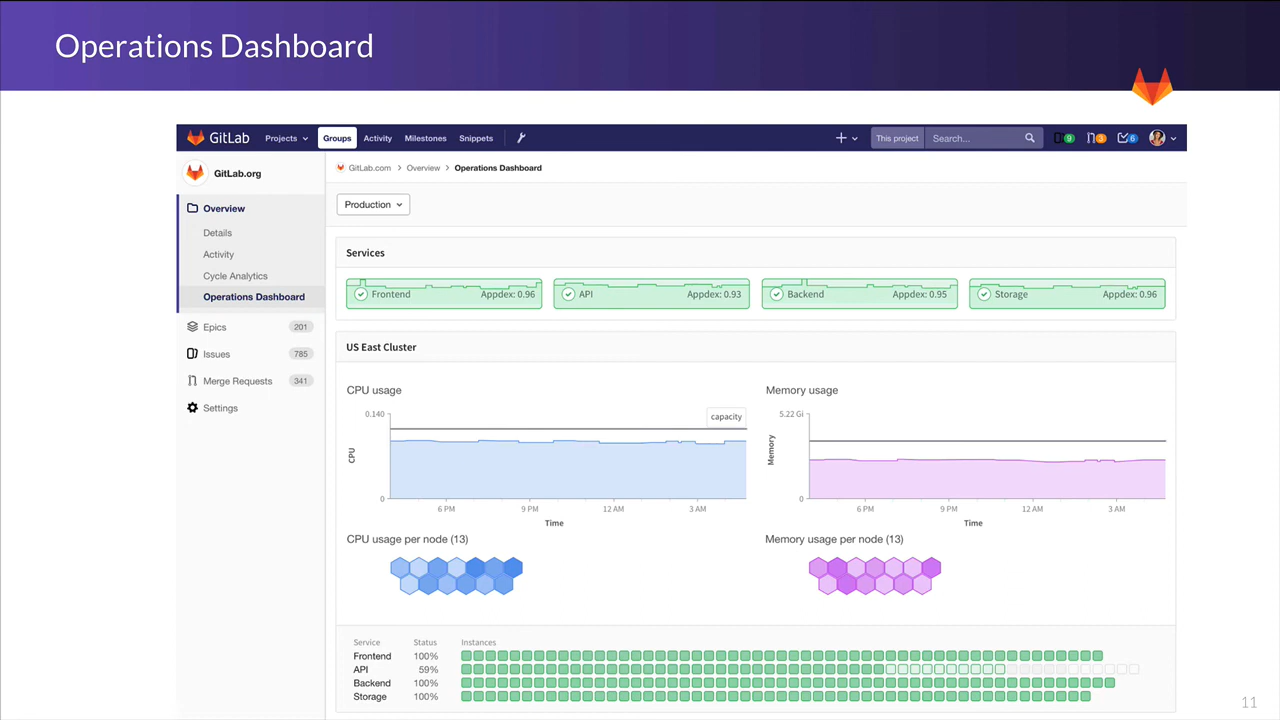 Operations Dashboard
GitLab Projects Groups Activity Milestones Snippets This project Search... 9 3 6
GitLab.org
GitLab.com Overview Operations Dashboard
Overview
Production
Details
Activity
Cycle Analytics
Operations Dashboard
Epics 201
Issues 785
Merge Requests 341
Settings
Services
Frontend Appdex: 0.96 API Appdex: 0.93 Backend Appdex: 0.95 Storage Appdex: 0.96
US East Cluster
CPU usage
capacity
0.140
CPU
0
6 PM 9 PM 12 AM 3 AM
Time
Memory usage
5.22 Gi
Memory
0
6 PM 9 PM 12 AM 3 AM
Time
CPU usage per node (13)
Memory usage per node (13)
Service Status Instances
Frontend 100%
API 59%
Backend 100%
Storage 100%
11